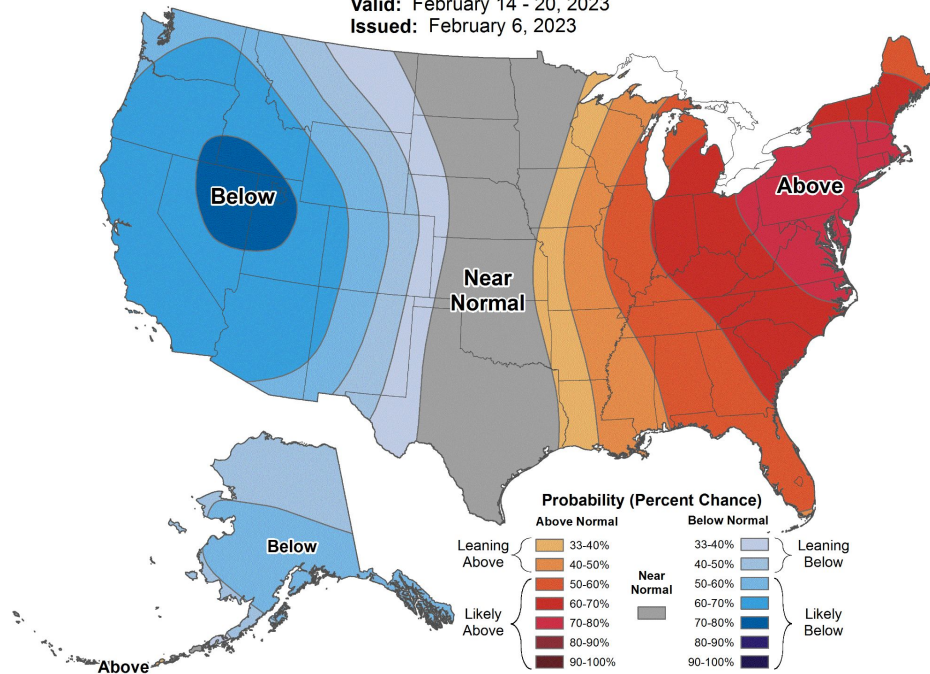 Valid: February 14 - 20, 2023
Issued: February 6, 2023
Below
Near
Normal
Above
Below
Above
Probability (Percent Chance)
Above Normal
Below Normal
Leaning
Above
33-40%
40-50%
Likely
Above
50-60%
60-70%
70-80%
80-90%
90-100%
Near
Normal
33-40%
40-50%
Leaning
Below
50-60%
60-70%
70-80%
80-90%
90-100%
Likely
Below